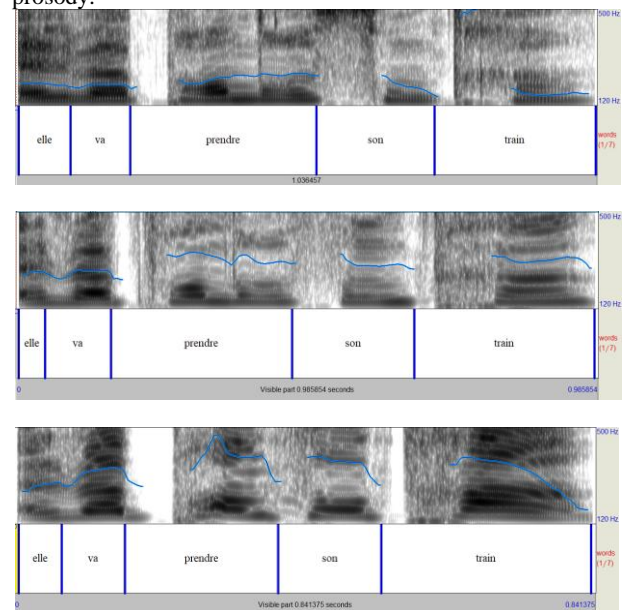 prosody.
500 Hz
120 Hz
elle va prendre son train
words
(1/7)
1.036457
500 Hz
120 Hz
elle va prendre son train
words
(1/7)
0 Visible part 0.985854 seconds 0.985854
500 Hz
120 Hz
elle va prendre son train
words
(1/7)
0 Visible part 0.841375 seconds 0.841375